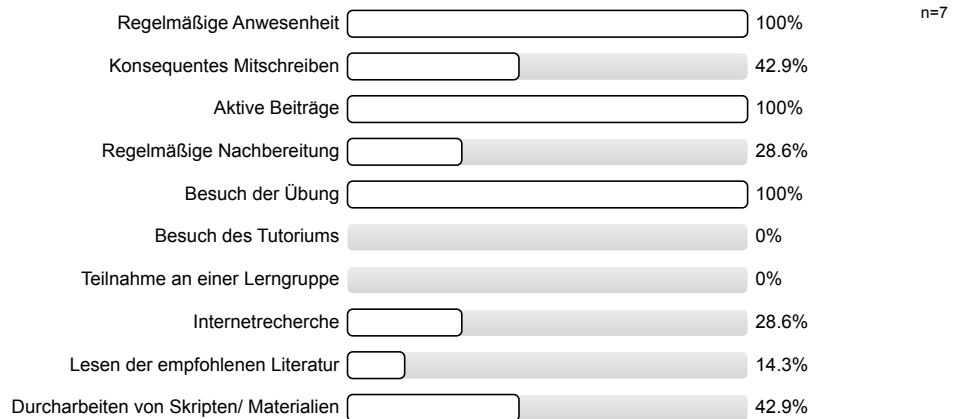 n=7
Regelmäßige Anwesenheit 100%
Konsequentes Mitschreiben 42.9%
Aktive Beiträge 100%
Regelmäßige Nachbereitung 28.6%
Besuch der Übung 100%
Besuch des Tutoriums 0%
Teilnahme an einer Lerngruppe 0%
Internetrecherche 28.6%
Lesen der empfohlenen Literatur 14.3%
Durcharbeiten von Skripten/ Materialien 42.9%